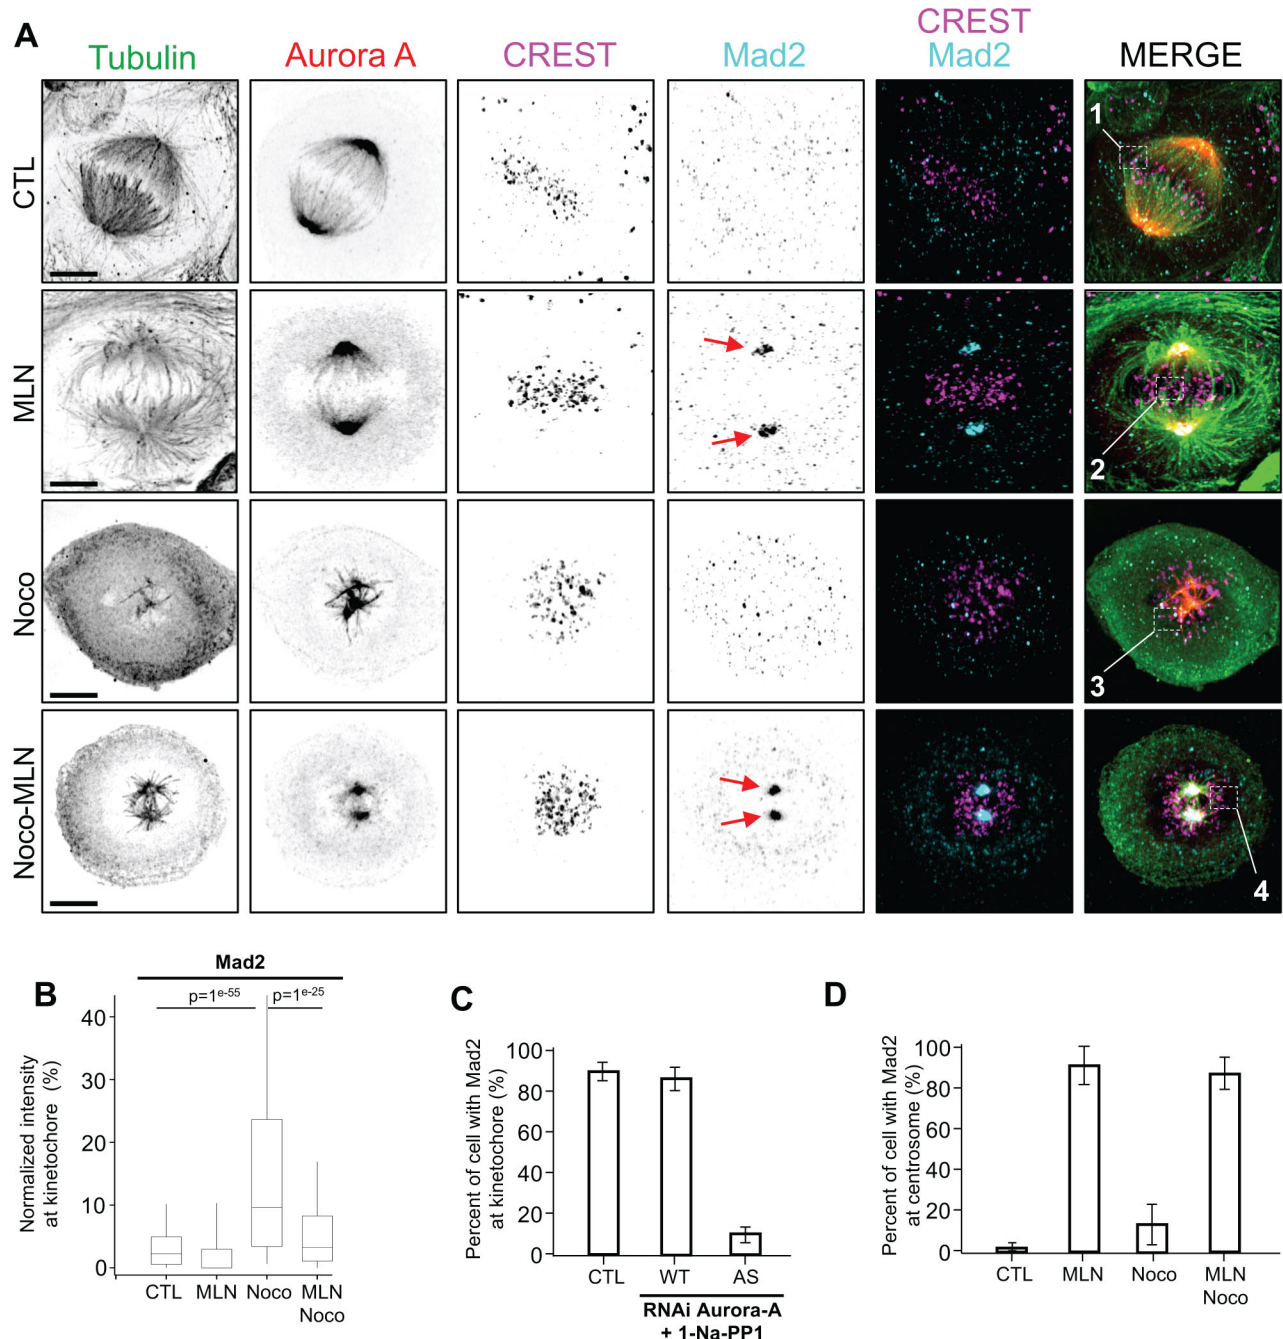 A
Tubulin
Aurora A
CREST
Mad2
CREST
Mad2
MERGE
CTL
1
MLN
2
Noco
3
Noco-MLN
4
B
Mad2
p=1e-55
p=1e-25
Normalized intensity
at kinetochore (%)
40
30
20
10
0
CTL
MLN
Noco
MLN
Noco
C
Percent of cell with Mad2
at kinetochore (%)
100
80
60
40
20
0
CTL
WT
AS
RNAi Aurora-A
+ 1-Na-PP1
D
Percent of cell with Mad2
at centrosome (%)
100
80
60
40
20
0
CTL
MLN
Noco
MLN
Noco